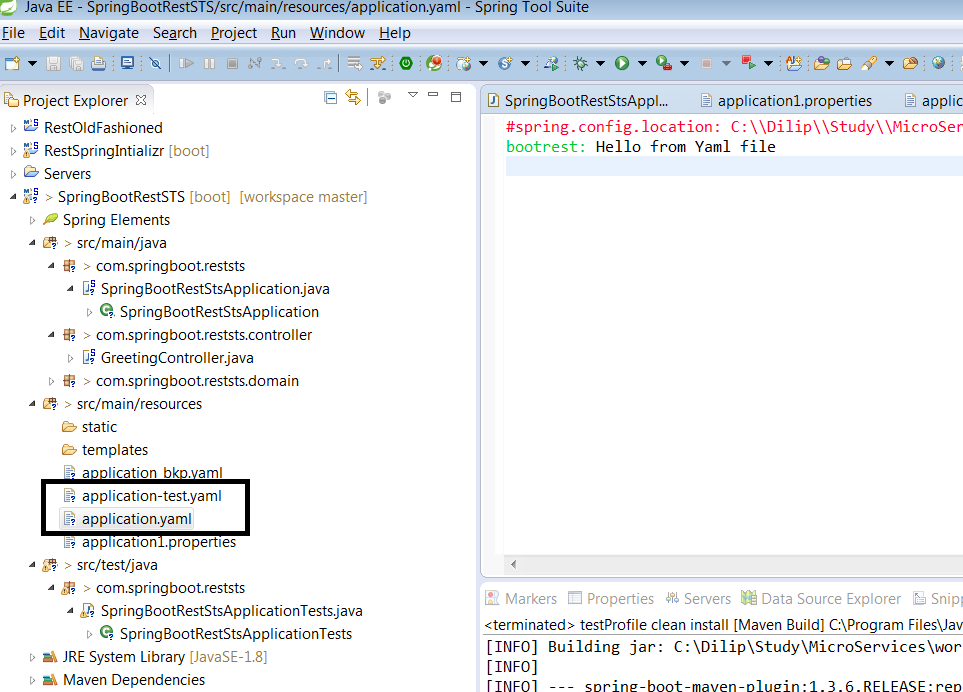 Java EE - SpringBootRestSTS/src/main/resources/application.yaml - Spring Tool Suite
File Edit Navigate Search Project Run Window Help
Project Explorer
RestOldFashioned
RestSpringIntializr [boot]
Servers
> SpringBootRestSTS [boot] [workspace master]
Spring Elements
> src/main/java
> com.springboot.reststs
SpringBootRestStsApplication.java
SpringBootRestStsApplication
> com.springboot.reststs.controller
GreetingController.java
> com.springboot.reststs.domain
> src/main/resources
static
templates
application_bkp.yaml
application-test.yaml
application.yaml
application1.properties
> src/test/java
> com.springboot.reststs
SpringBootRestStsApplicationTests.java
SpringBootRestStsApplicationTests
JRE System Library [JavaSE-1.8]
Maven Dependencies
SpringBootRestStsAppl... application1.properties applic
#spring.config.location: C:\\Dilip\\Study\\MicroServ
bootrest: Hello from Yaml file
Markers Properties Servers Data Source Explorer Snipp
<terminated> testProfile clean install [Maven Build] C:\Program Files\Jav
[INFO] Building jar: C:\Dilip\Study\MicroServices\wor
[INFO]
[INFO] --- spring-boot-maven-plugin:1.3.6.RELEASE:rep